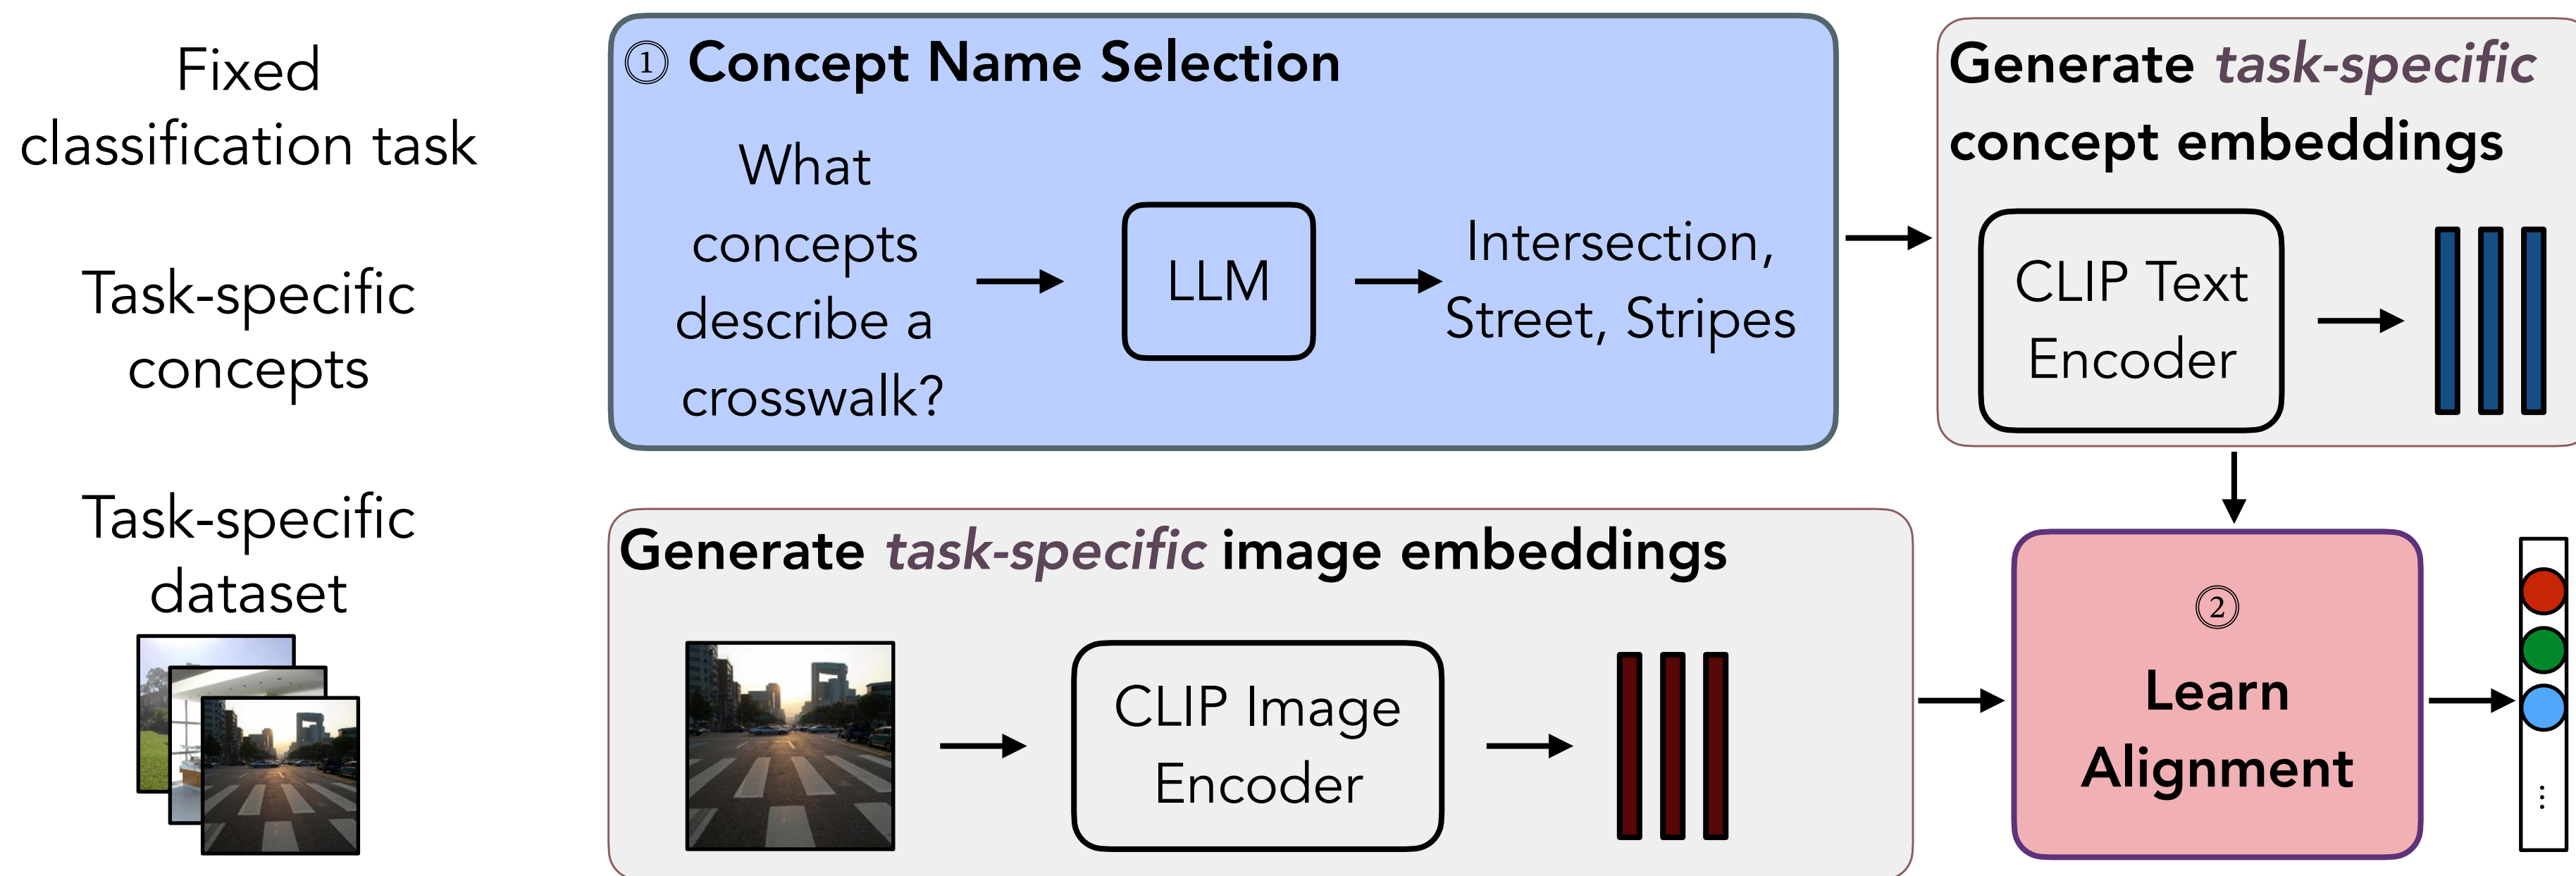 Fixed
classification task
Task-specific
concepts
Task-specific
dataset
① Concept Name Selection
What
concepts
describe a
crosswalk?
LLM
Intersection,
Street, Stripes
Generate task-specific
concept embeddings
CLIP Text
Encoder
Generate task-specific image embeddings
CLIP Image
Encoder
②
Learn
Alignment
...